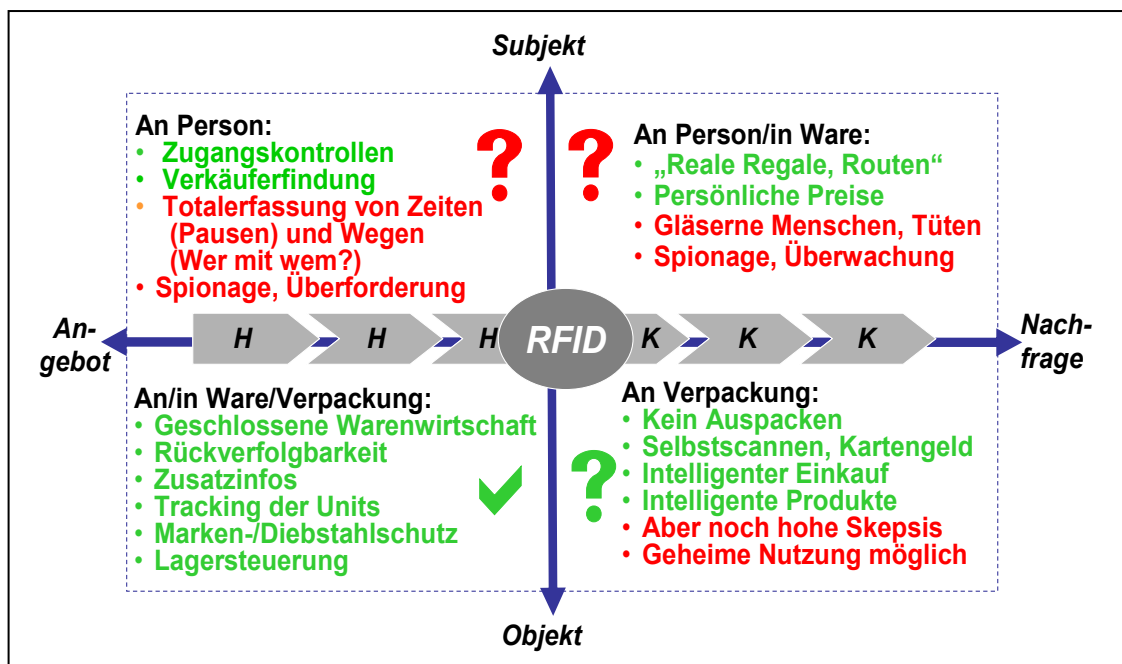 Subjekt
An Person:
• Zugangskontrollen
• Verkäuferfindung
• Totalerfassung von Zeiten
(Pausen) und Wegen
(Wer mit wem?)
• Spionage, Überforderung
?
?
An Person/in Ware:
• „Reale Regale, Routen“
• Persönliche Preise
• Gläserne Menschen, Tüten
• Spionage, Überwachung
An-
gebot
H
H
H
RFID
K
K
K
Nach-
frage
An/in Ware/Verpackung:
• Geschlossene Warenwirtschaft
• Rückverfolgbarkeit
• Zusatzinfos
• Tracking der Units
• Marken-/Diebstahlschutz
• Lagersteuerung
?
An Verpackung:
• Kein Auspacken
• Selbstscannen, Kartengeld
• Intelligenter Einkauf
• Intelligente Produkte
• Aber noch hohe Skepsis
• Geheime Nutzung möglich
Objekt